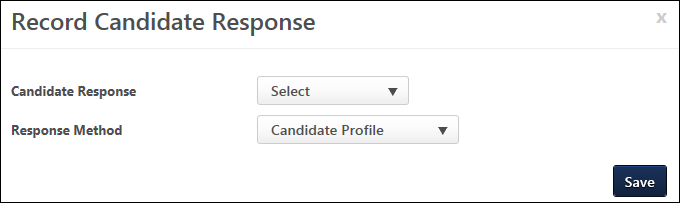 Record Candidate Response x
Candidate Response Select
Response Method Candidate Profile
Save